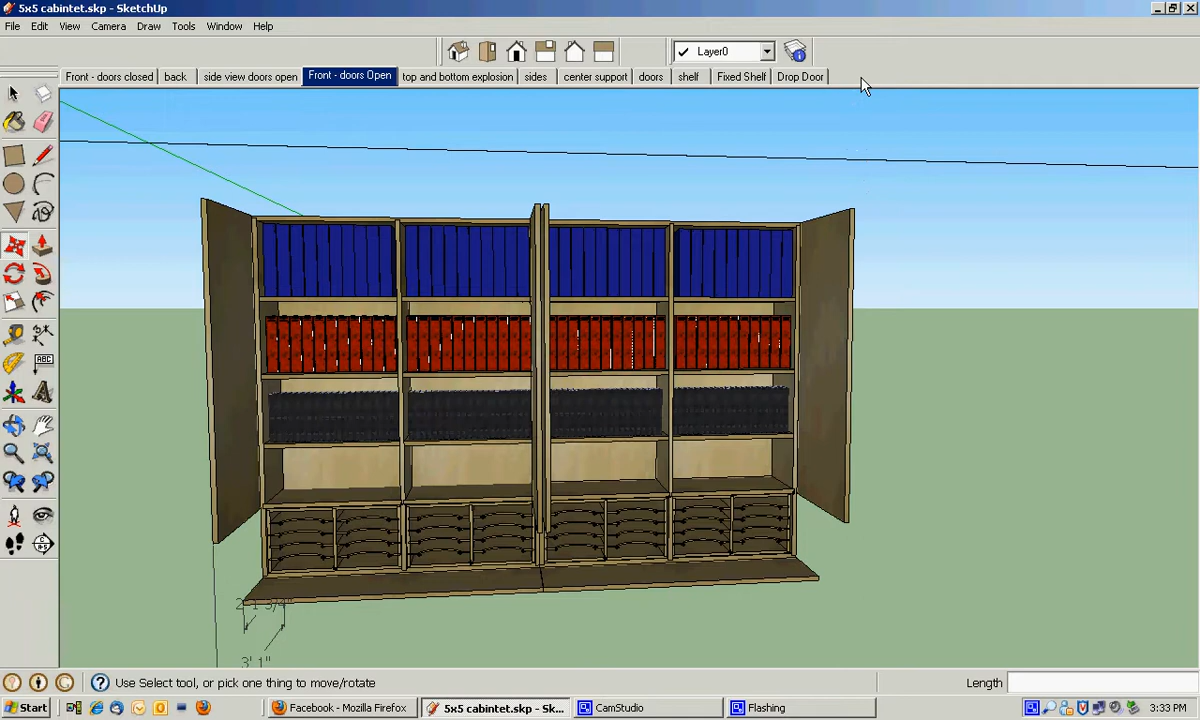 5x5 cabintet.skp - SketchUp
File Edit View Camera Draw Tools Window Help
Layer0
Front - doors closed back side view doors open Front - doors Open top and bottom explosion sides center support doors shelf Fixed Shelf Drop Door
ABC
3' 1"
Use Select tool, or pick one thing to move/rotate
Length
Start Facebook - Mozilla Firefox 5x5 cabintet.skp - Sk... CamStudio Flashing 3:33 PM